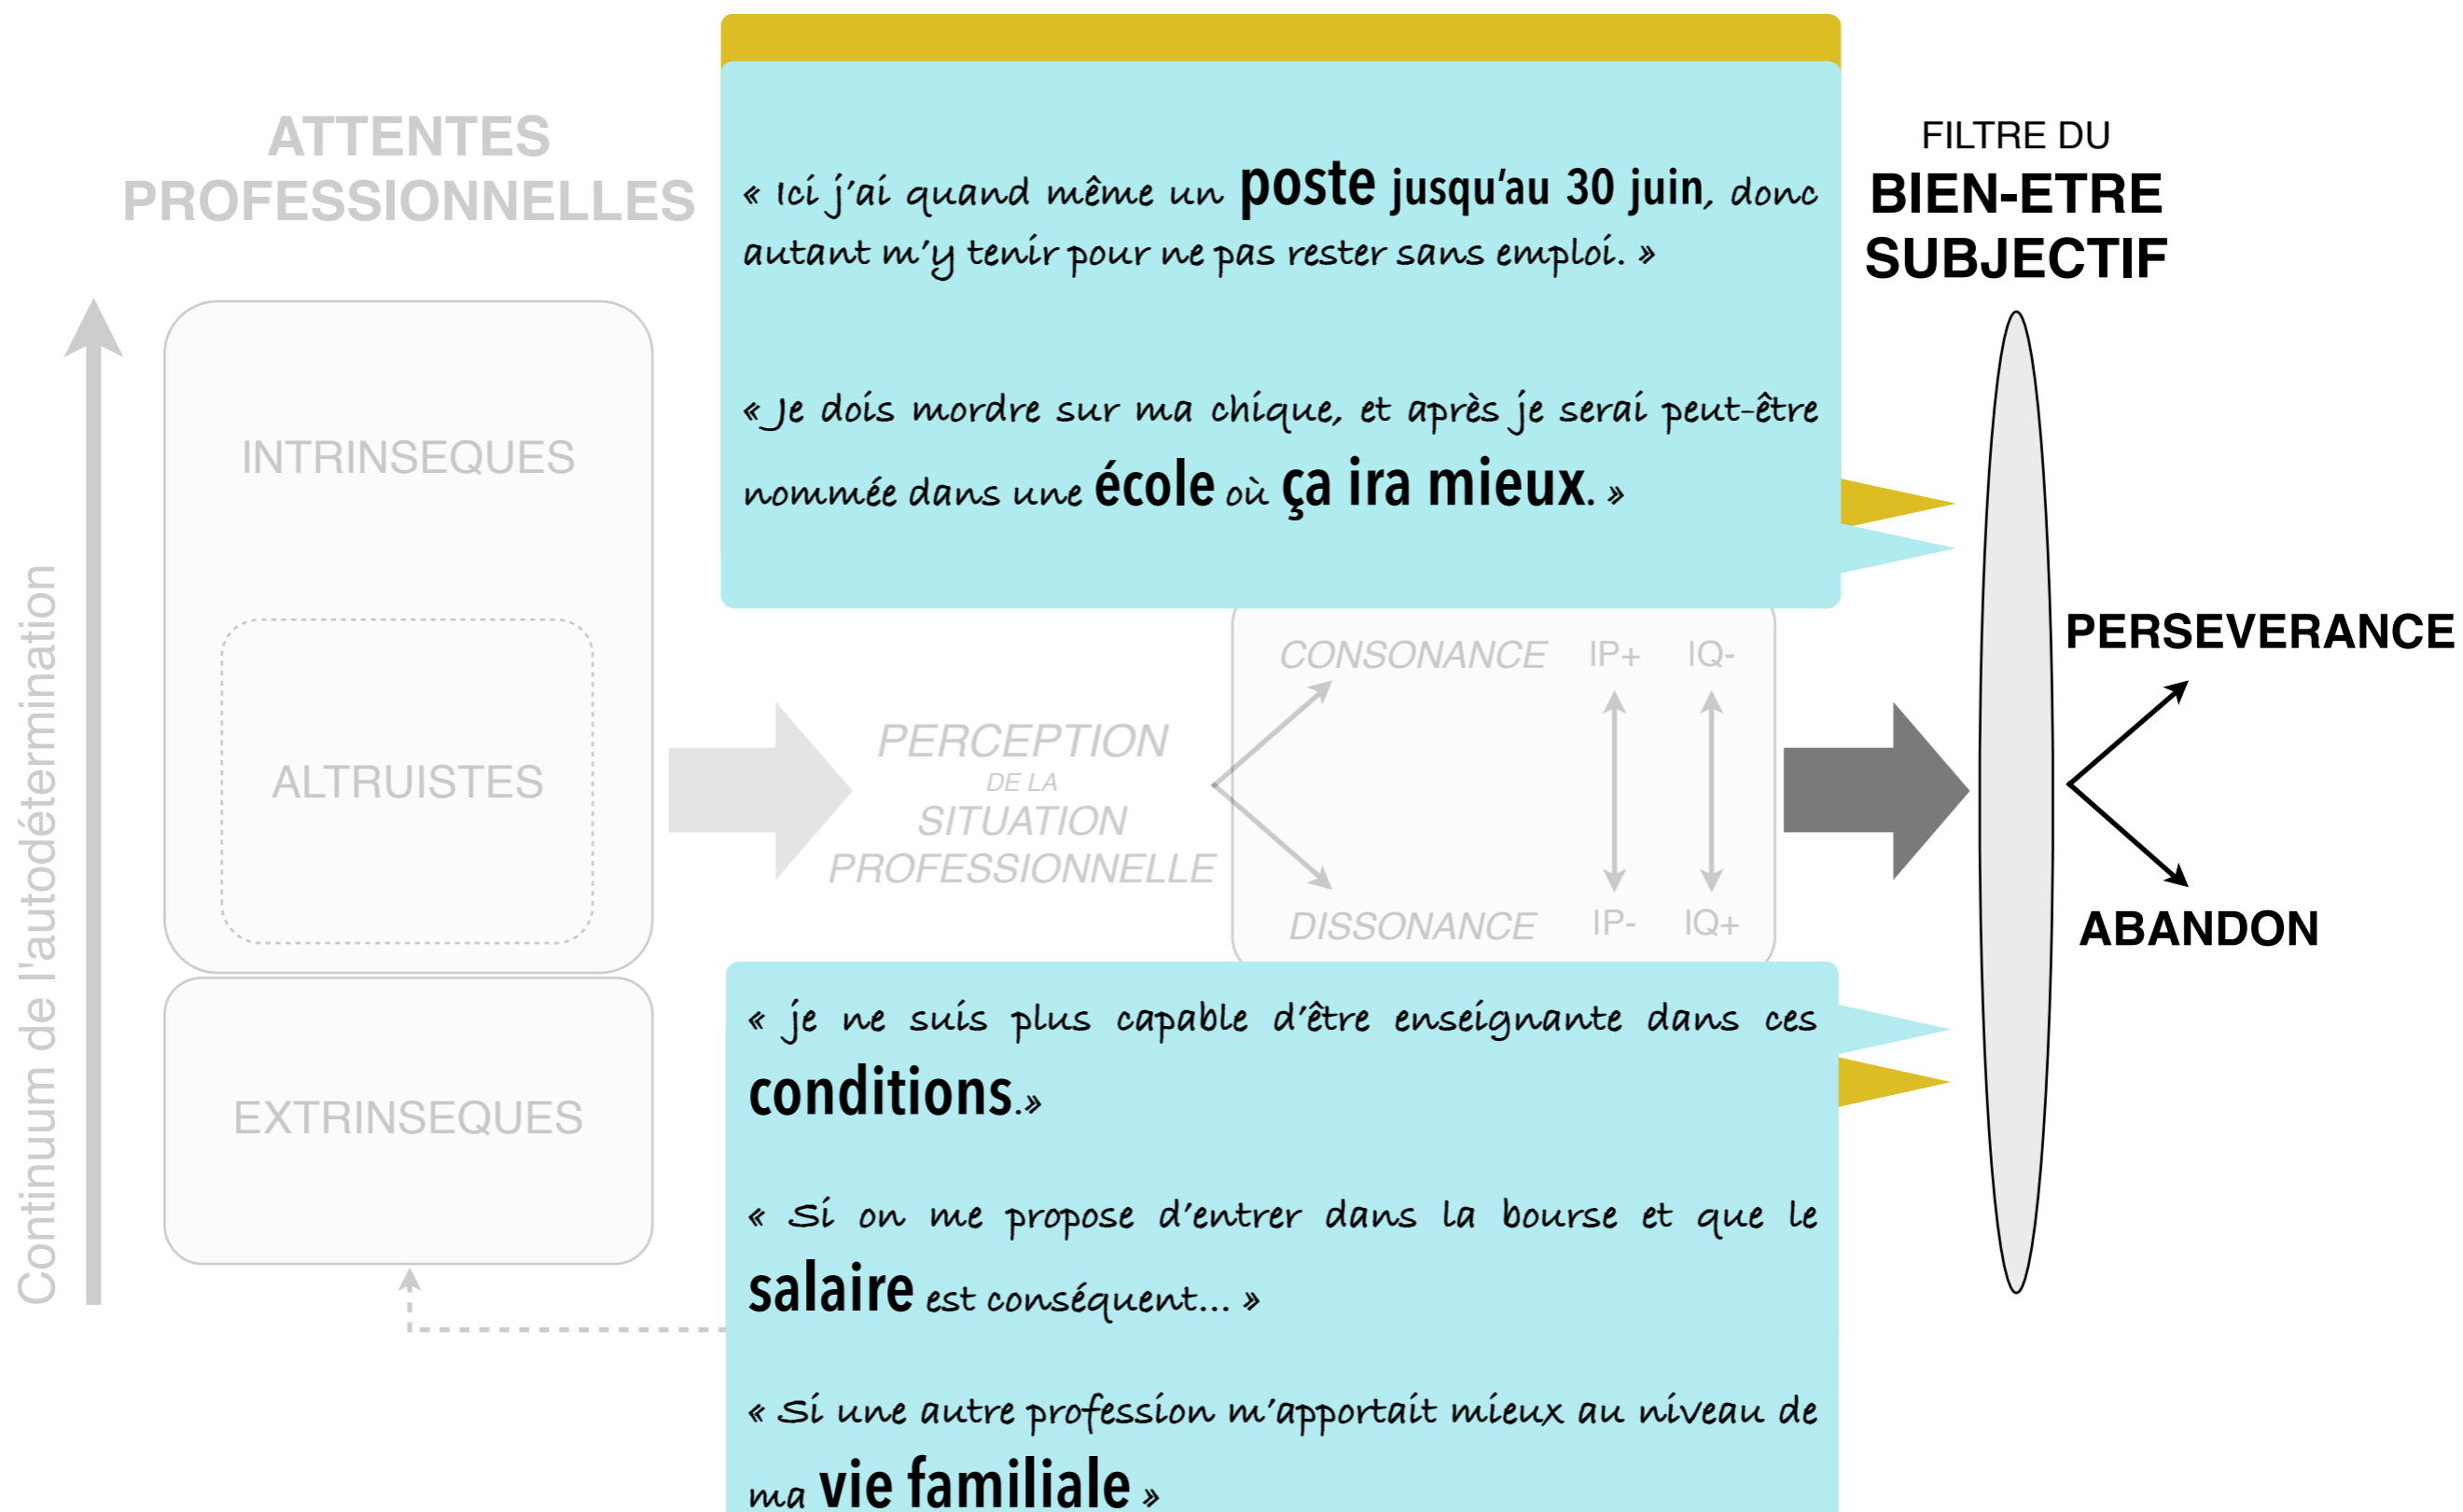 ATTENTES
PROFESSIONNELLES
Continuum de l'autodétermination
INTRINSEQUES
ALTRUISTES
EXTRINSEQUES
« Ici j'ai quand même un poste jusqu'au 30 juin, donc
autant m'y tenir pour ne pas rester sans emploi. »
« Je dois mordre sur ma chique, et après je serai peut-être
nommée dans une école où ça ira mieux. »
PERCEPTION
DE LA
SITUATION
PROFESSIONNELLE
CONSONANCE IP+ IQ-
DISSONANCE IP- IQ+
« je ne suis plus capable d'être enseignante dans ces
conditions.»
« Si on me propose d'entrer dans la bourse et que le
salaire est conséquent... »
« Si une autre profession m'apportait mieux au niveau de
ma vie familiale »
FILTRE DU
BIEN-ETRE
SUBJECTIF
PERSEVERANCE
ABANDON